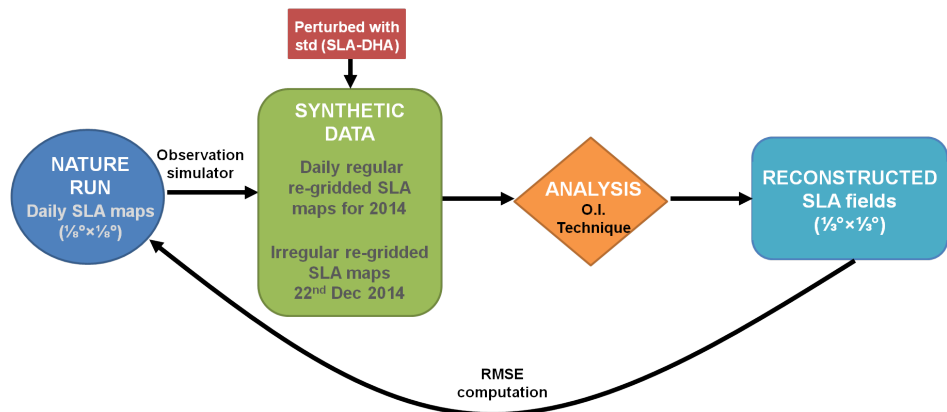 Perturbed with
std (SLA-DHA)
SYNTHETIC
DATA
Daily regular
re-gridded SLA
maps for 2014
Irregular re-gridded
SLA maps
22nd Dec 2014
NATURE
RUN
Daily SLA maps
(⅛°×⅛°)
Observation
simulator
ANALYSIS
O.I.
Technique
RECONSTRUCTED
SLA fields
(⅓°×⅓°)
RMSE
computation